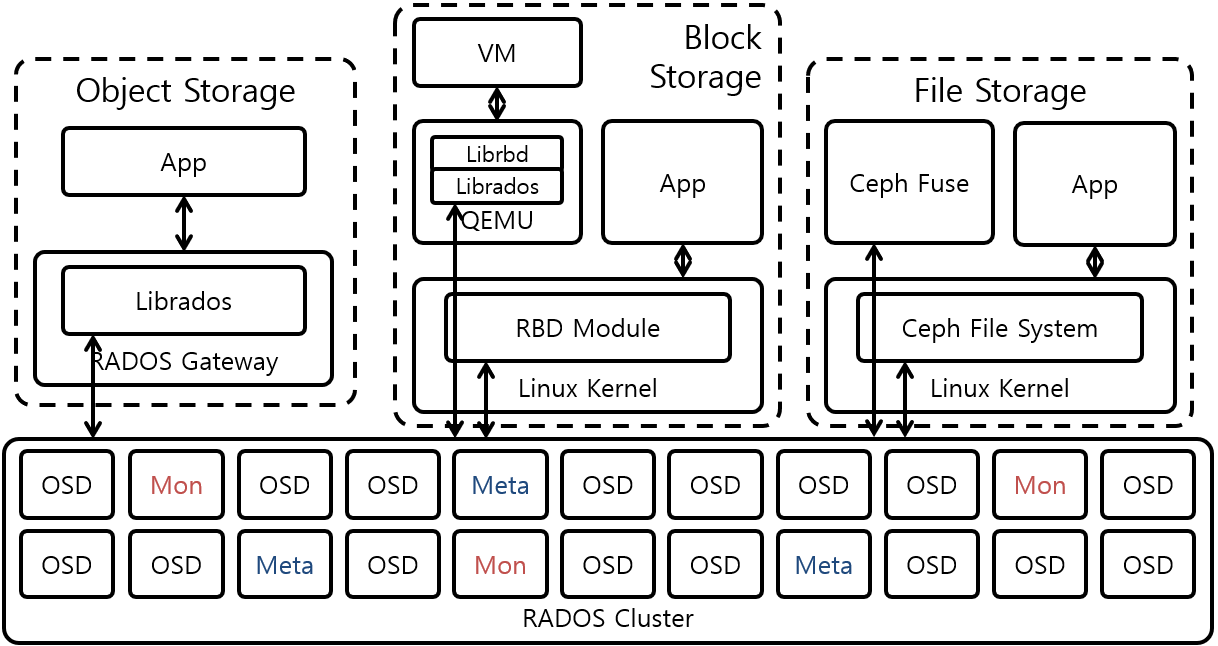 Object Storage
App
Librados
RADOS Gateway
Block
Storage
VM
Librbd
Librados
QEMU
App
RBD Module
Linux Kernel
File Storage
Ceph Fuse
App
Ceph File System
Linux Kernel
OSD Mon OSD OSD Meta OSD OSD OSD OSD Mon OSD
OSD OSD Meta OSD Mon OSD OSD Meta OSD OSD OSD
RADOS Cluster